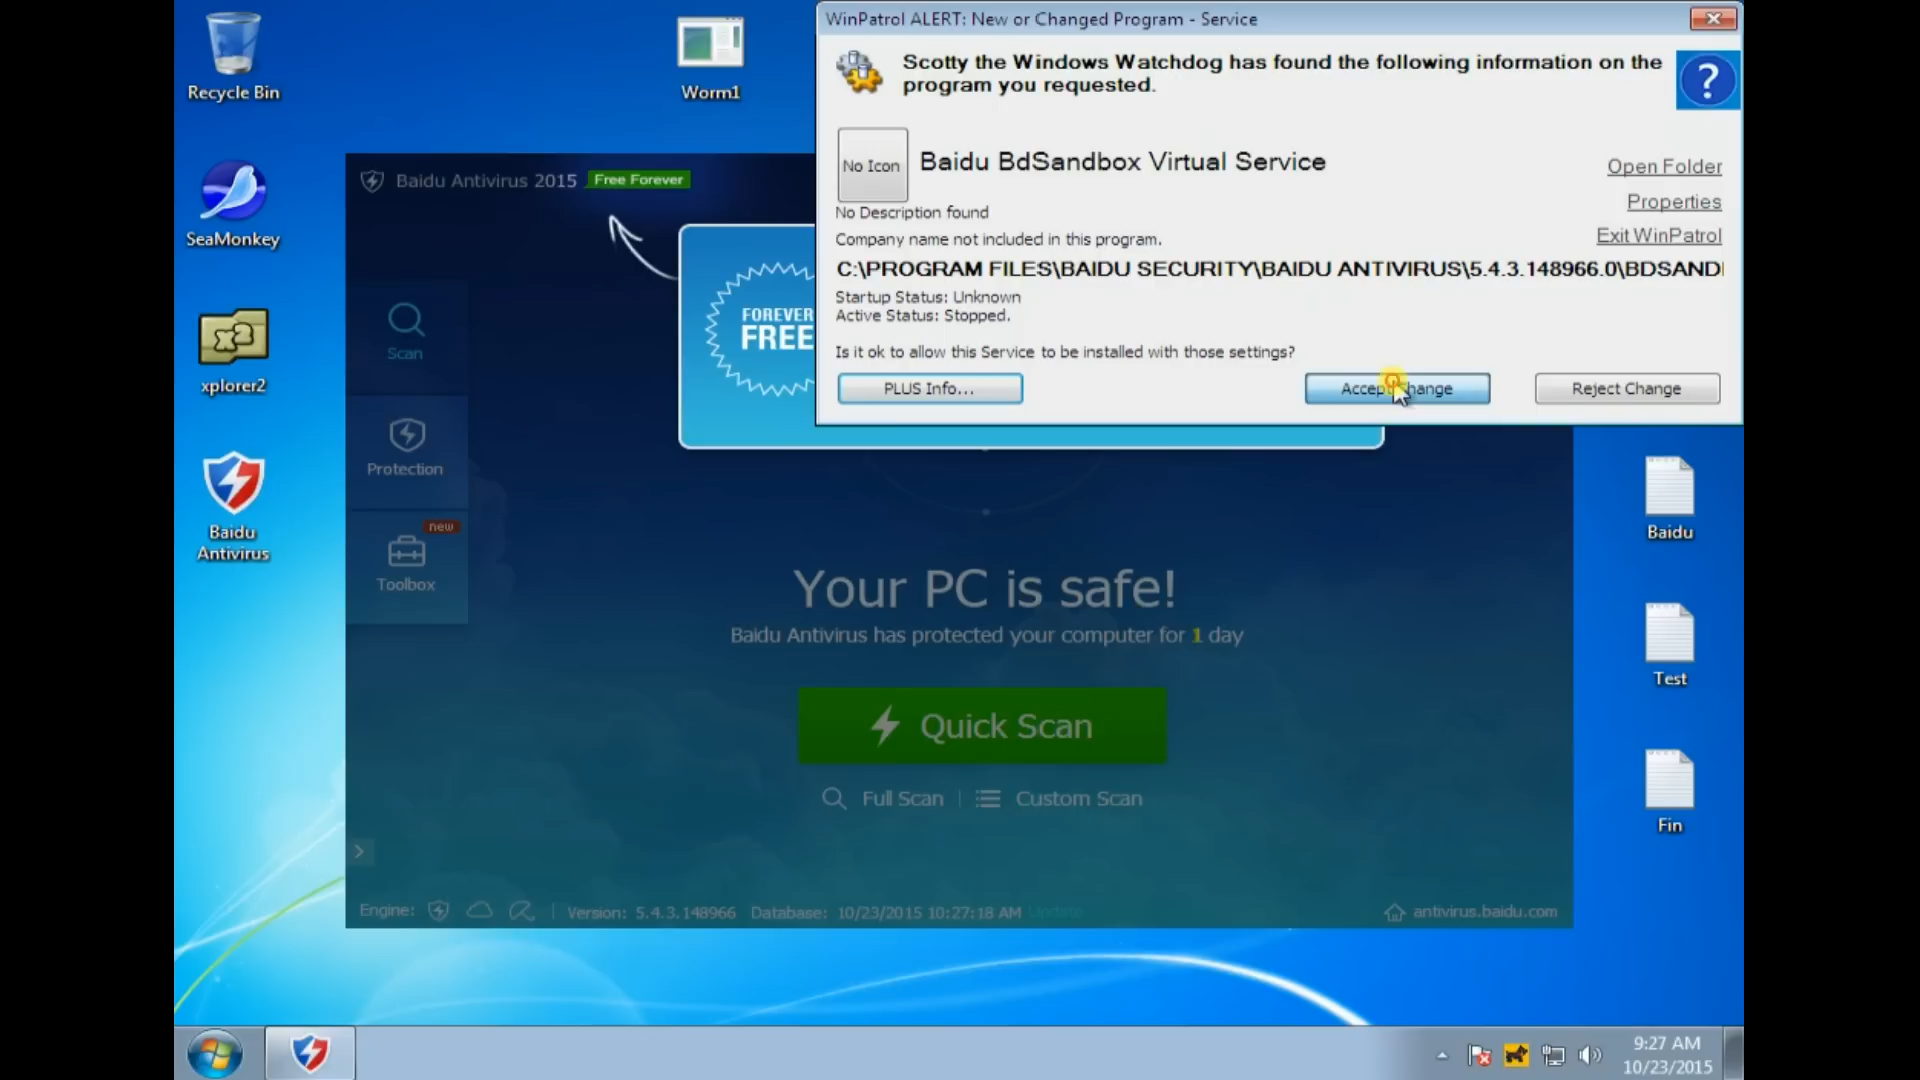 Recycle Bin
Worm1
SeaMonkey
xplorer2
Baidu
Antivirus
WinPatrol ALERT: New or Changed Program - Service
Scotty the Windows Watchdog has found the following information on the
program you requested.
No Icon
Baidu BdSandbox Virtual Service
Open Folder
Properties
Exit WinPatrol
No Description found
Company name not included in this program.
C:\PROGRAM FILES\BAIDU SECURITY\BAIDU ANTIVIRUS\5.4.3.148966.0\BDSAND
Startup Status: Unknown
Active Status: Stopped.
Is it ok to allow this Service to be installed with those settings?
PLUS Info...
Accept Change
Reject Change
Baidu Antivirus 2015 Free Forever
FOREVER
FREE
Scan
Protection
new
Toolbox
Your PC is safe!
Baidu Antivirus has protected your computer for 1 day
Quick Scan
Full Scan | Custom Scan
Engine:
Version: 5.4.3.148966 Database: 10/23/2015 10:27:18 AM Update
antivirus.baidu.com
Baidu
Test
Fin
9:27 AM
10/23/2015